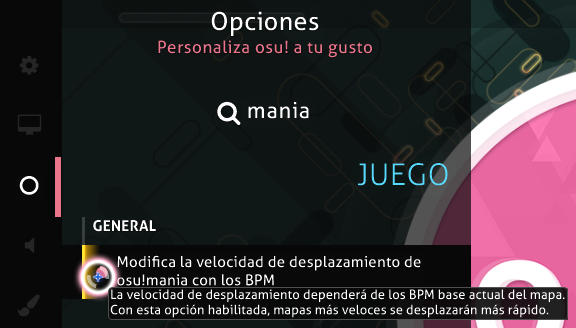 Opciones
Personaliza osu! a tu gusto
mania
JUEGO
GENERAL
Modifica la velocidad de desplazamiento de
osu!mania con los BPM
La velocidad de desplazamiento dependerá de los BPM base actual del mapa.
Con esta opción habilitada, mapas más veloces se desplazarán más rápido.